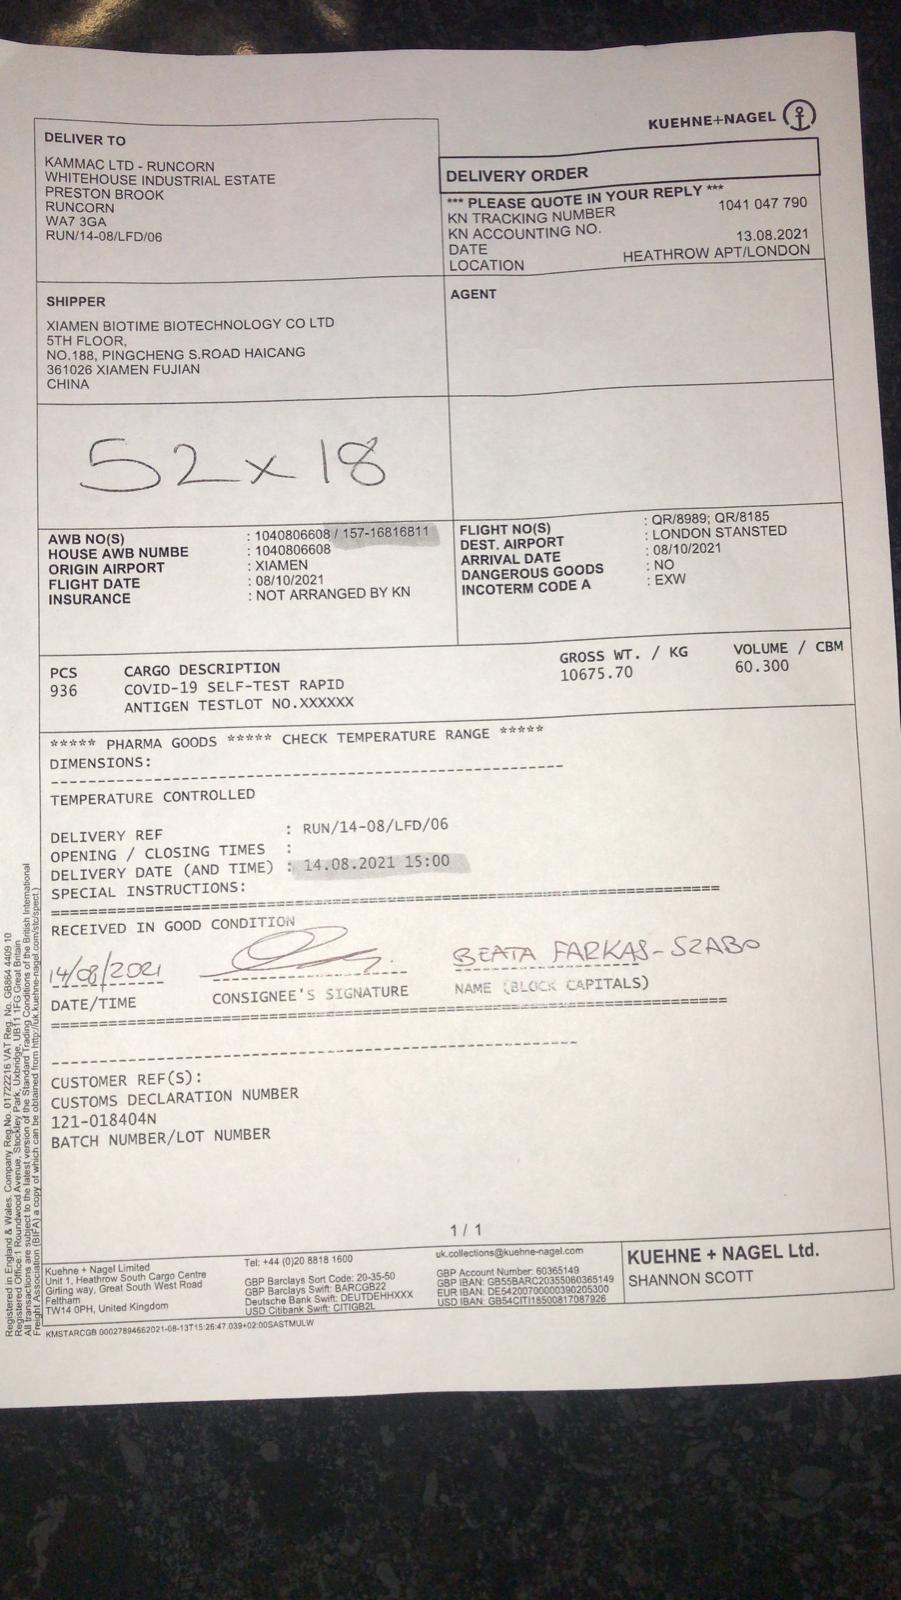 KUEHNE+NAGEL
DELIVER TO
KAMMAC LTD - RUNCORN
WHITEHOUSE INDUSTRIAL ESTATE
PRESTON BROOK
RUNCORN
WA7 3GA
RUN/14-08/LFD/06
DELIVERY ORDER
*** PLEASE QUOTE IN YOUR REPLY ***
KN TRACKING NUMBER 1041 047 790
KN ACCOUNTING NO.
DATE 13.08.2021
LOCATION HEATHROW APT/LONDON
SHIPPER
XIAMEN BIOTIME BIOTECHNOLOGY CO LTD
5TH FLOOR,
NO.188, PINGCHENG S.ROAD HAICANG
361026 XIAMEN FUJIAN
CHINA
AGENT
52 x 18
AWB NO(S) : 1040806608 / 157-16816811
HOUSE AWB NUMBE : 1040806608
ORIGIN AIRPORT : XIAMEN
FLIGHT DATE : 08/10/2021
INSURANCE : NOT ARRANGED BY KN
FLIGHT NO(S) : QR/8989; QR/8185
DEST. AIRPORT : LONDON STANSTED
ARRIVAL DATE : 08/10/2021
DANGEROUS GOODS : NO
INCOTERM CODE A : EXW
PCS CARGO DESCRIPTION GROSS WT. / KG VOLUME / CBM
936 COVID-19 SELF-TEST RAPID 10675.70 60.300
ANTIGEN TESTLOT NO.XXXXXX
***** PHARMA GOODS ***** CHECK TEMPERATURE RANGE *****
DIMENSIONS:
TEMPERATURE CONTROLLED
DELIVERY REF : RUN/14-08/LFD/06
OPENING / CLOSING TIMES :
DELIVERY DATE (AND TIME) : 14.08.2021 15:00
SPECIAL INSTRUCTIONS:
RECEIVED IN GOOD CONDITION
14/08/2021 BEATA FARKAS-SZABO
DATE/TIME CONSIGNEE'S SIGNATURE NAME (BLOCK CAPITALS)
CUSTOMER REF(S):
CUSTOMS DECLARATION NUMBER
121-018404N
BATCH NUMBER/LOT NUMBER
1 / 1
Kuehne + Nagel Limited
Unit 1, Heathrow South Cargo Centre
Girling way, Great South West Road
Feltham
TW14 0PH, United Kingdom
Tel: +44 (0)20 8818 1600
GBP Barclays Sort Code: 20-35-50
GBP Barclays Swift: BARCGB22
Deutsche Bank Swift: DEUTDEHHXXX
USD Citibank Swift: CITIGB2L
uk.collections@kuehne-nagel.com
GBP Account Number: 60365149
GBP IBAN: GB55BARC20355060365149
EUR IBAN: DE54200700000390205300
USD IBAN: GB54CITI18500817087926
KUEHNE + NAGEL Ltd.
SHANNON SCOTT
KMSTARCGB 00027894662021-08-13T15:26:47.039+02:00SASTMULW
Registered in England & Wales. Company Reg.No. 01722216 VAT Reg. No. GB864 4409 10
Registered Office:1 Roundwood Avenue, Stockley Park, Uxbridge, UB11 1FG Great Britain
All transactions are subject to the latest version of the Standard Trading Conditions of the British International
Freight Association (BIFA) a copy of which can be obtained from http://uk.kuehne-nagel.com/stc/spect.)